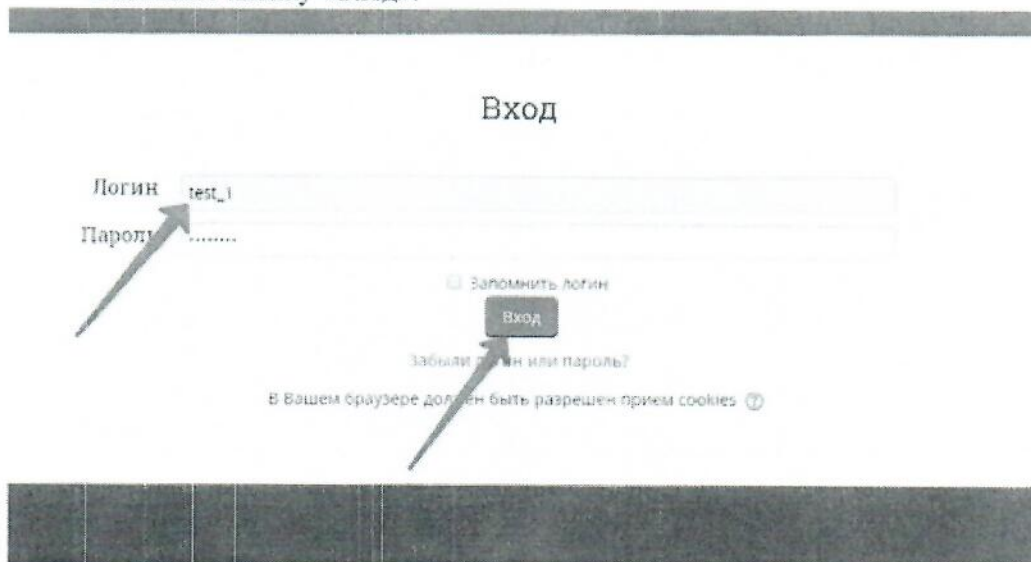 Вход
Логин test_1
Пароль ........
Запомнить логин
Вход
Забыли логин или пароль?
В Вашем браузере должен быть разрешен прием cookies